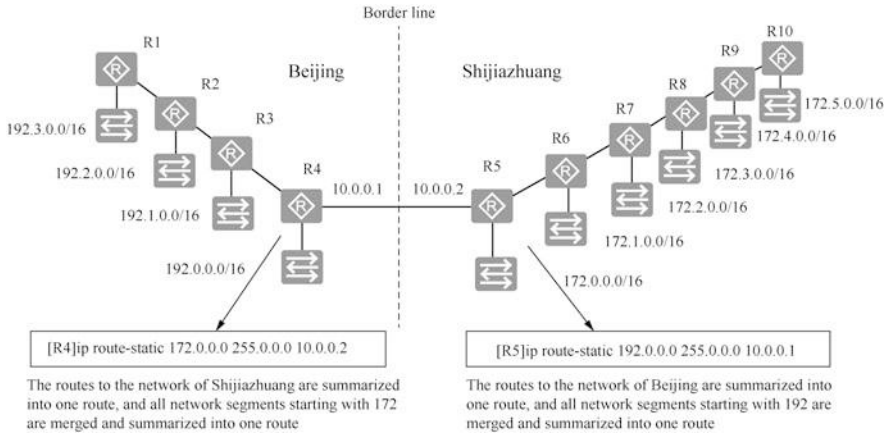 Border line
R1
Beijing
Shijiazhuang
R10
R9
R2
R8
R7
172.5.0.0/16
192.3.0.0/16
R3
R6
172.4.0.0/16
192.2.0.0/16
R4
10.0.0.1
10.0.0.2
R5
172.3.0.0/16
192.1.0.0/16
172.2.0.0/16
172.1.0.0/16
192.0.0.0/16
172.0.0.0/16
[R4]ip route-static 172.0.0.0 255.0.0.0 10.0.0.2
[R5]ip route-static 192.0.0.0 255.0.0.0 10.0.0.1
The routes to the network of Shijiazhuang are summarized
into one route, and all network segments starting with 172
are merged and summarized into one route
The routes to the network of Beijing are summarized into
one route, and all network segments starting with 192 are
merged and summarized into one route